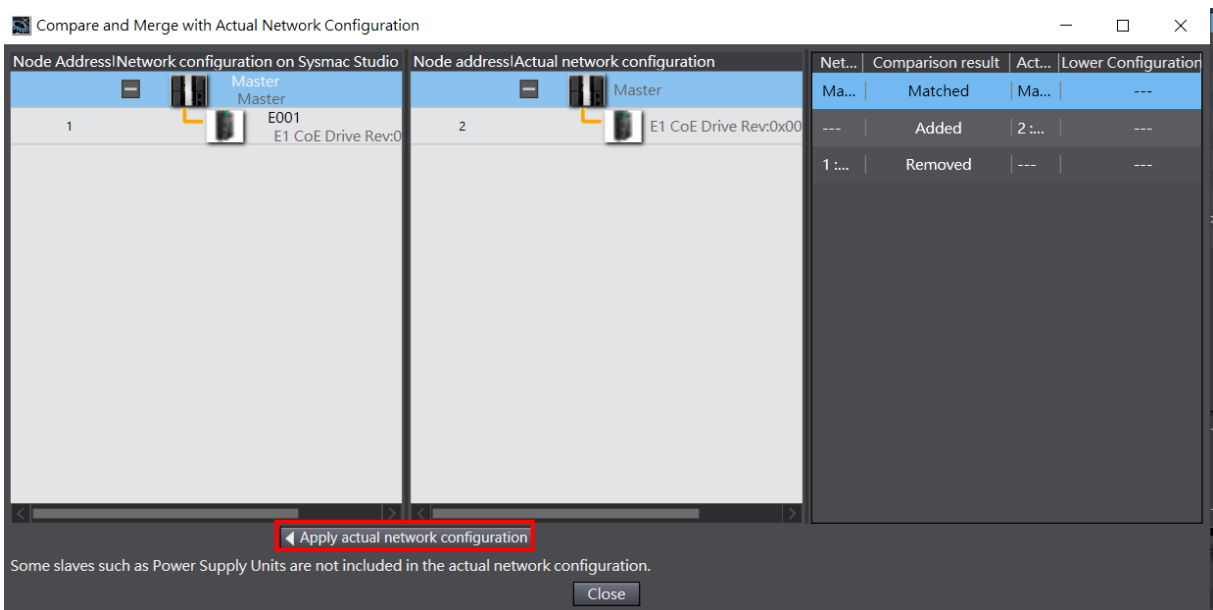 Compare and Merge with Actual Network Configuration
Node Address|Network configuration on Sysmac Studio
Master
Master
1
E001
E1 CoE Drive Rev:0
Node address|Actual network configuration
Master
2
E1 CoE Drive Rev:0x00
Net... Comparison result Act... Lower Configuration
Ma... Matched Ma... ---
--- Added 2 :... ---
1 :... Removed --- ---
Apply actual network configuration
Some slaves such as Power Supply Units are not included in the actual network configuration.
Close